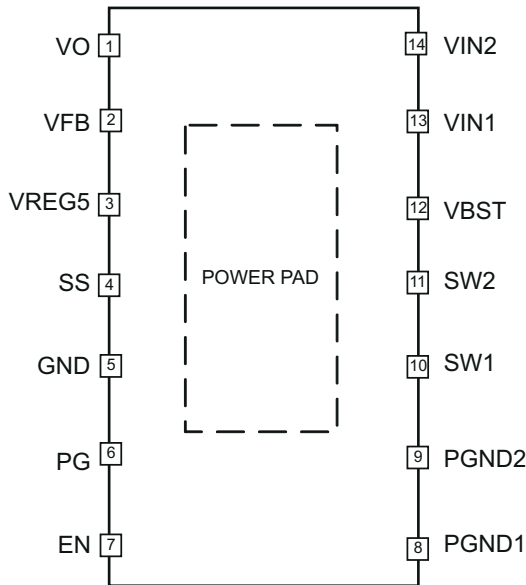 VO 1 14 VIN2
VFB 2 13 VIN1
VREG5 3 12 VBST
POWER PAD
SS 4 11 SW2
GND 5 10 SW1
PG 6 9 PGND2
EN 7 8 PGND1